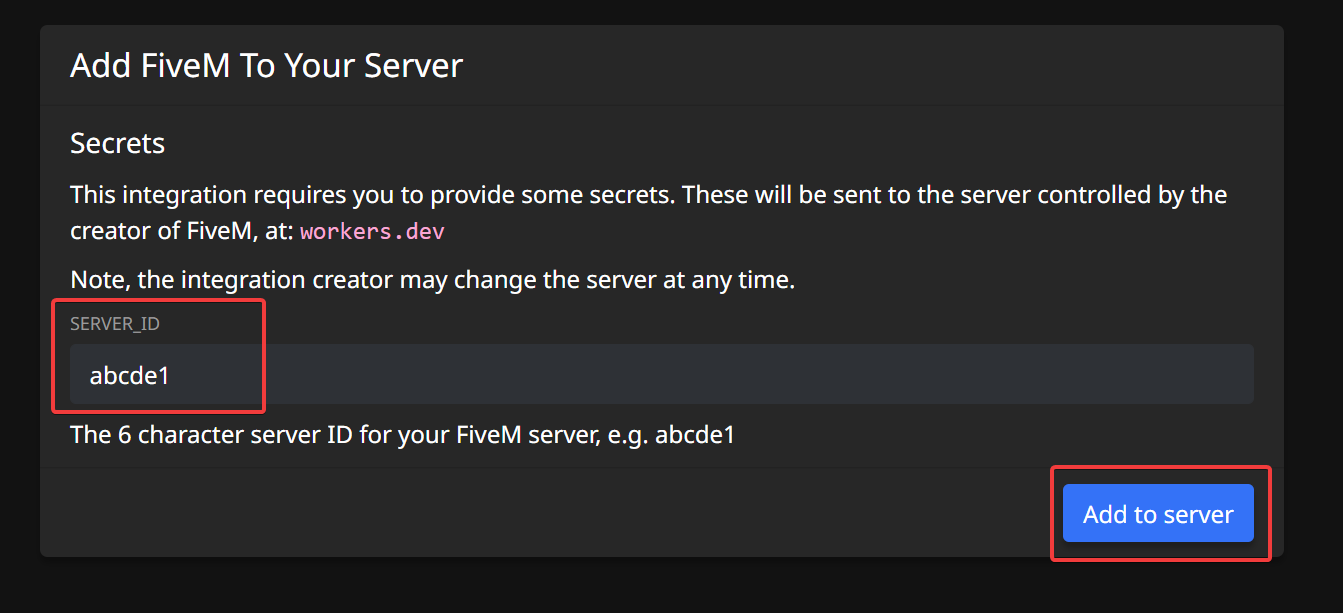 Add FiveM To Your Server
Secrets
This integration requires you to provide some secrets. These will be sent to the server controlled by the
creator of FiveM, at: workers.dev
Note, the integration creator may change the server at any time.
SERVER_ID
abcde1
The 6 character server ID for your FiveM server, e.g. abcde1
Add to server